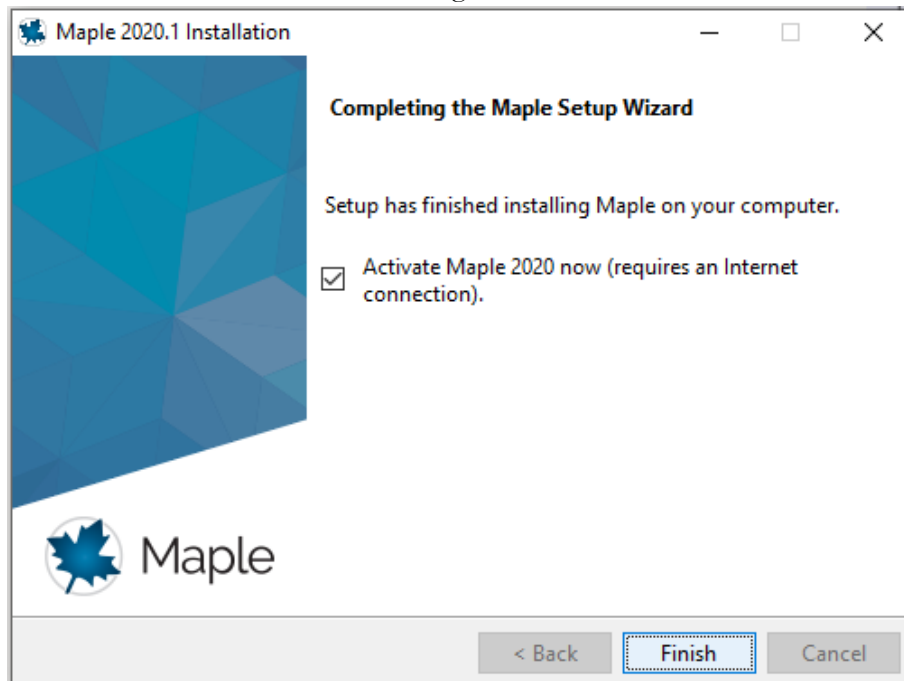 Maple 2020.1 Installation
Completing the Maple Setup Wizard
Setup has finished installing Maple on your computer.
Activate Maple 2020 now (requires an Internet
connection).
Maple
< Back Finish Cancel